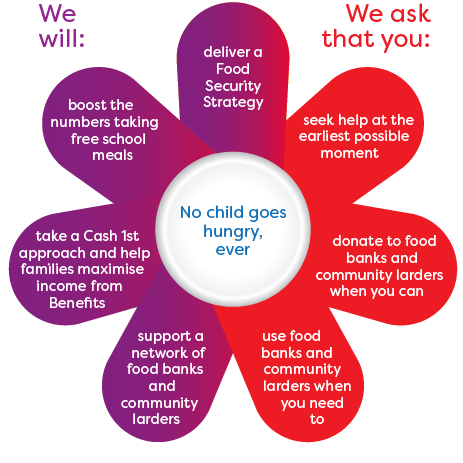 We
will:
We ask
that you:
deliver a
Food
Security
Strategy
boost the
numbers taking
free school
meals
take a Cash 1st
approach and help
families maximise
income from
Benefits
support a
network of
food banks
and
community
larders
No child goes
hungry,
ever
seek help at the
earliest possible
moment
donate to food
banks and
community larders
when you can
use food
banks and
community
larders when
you need
to